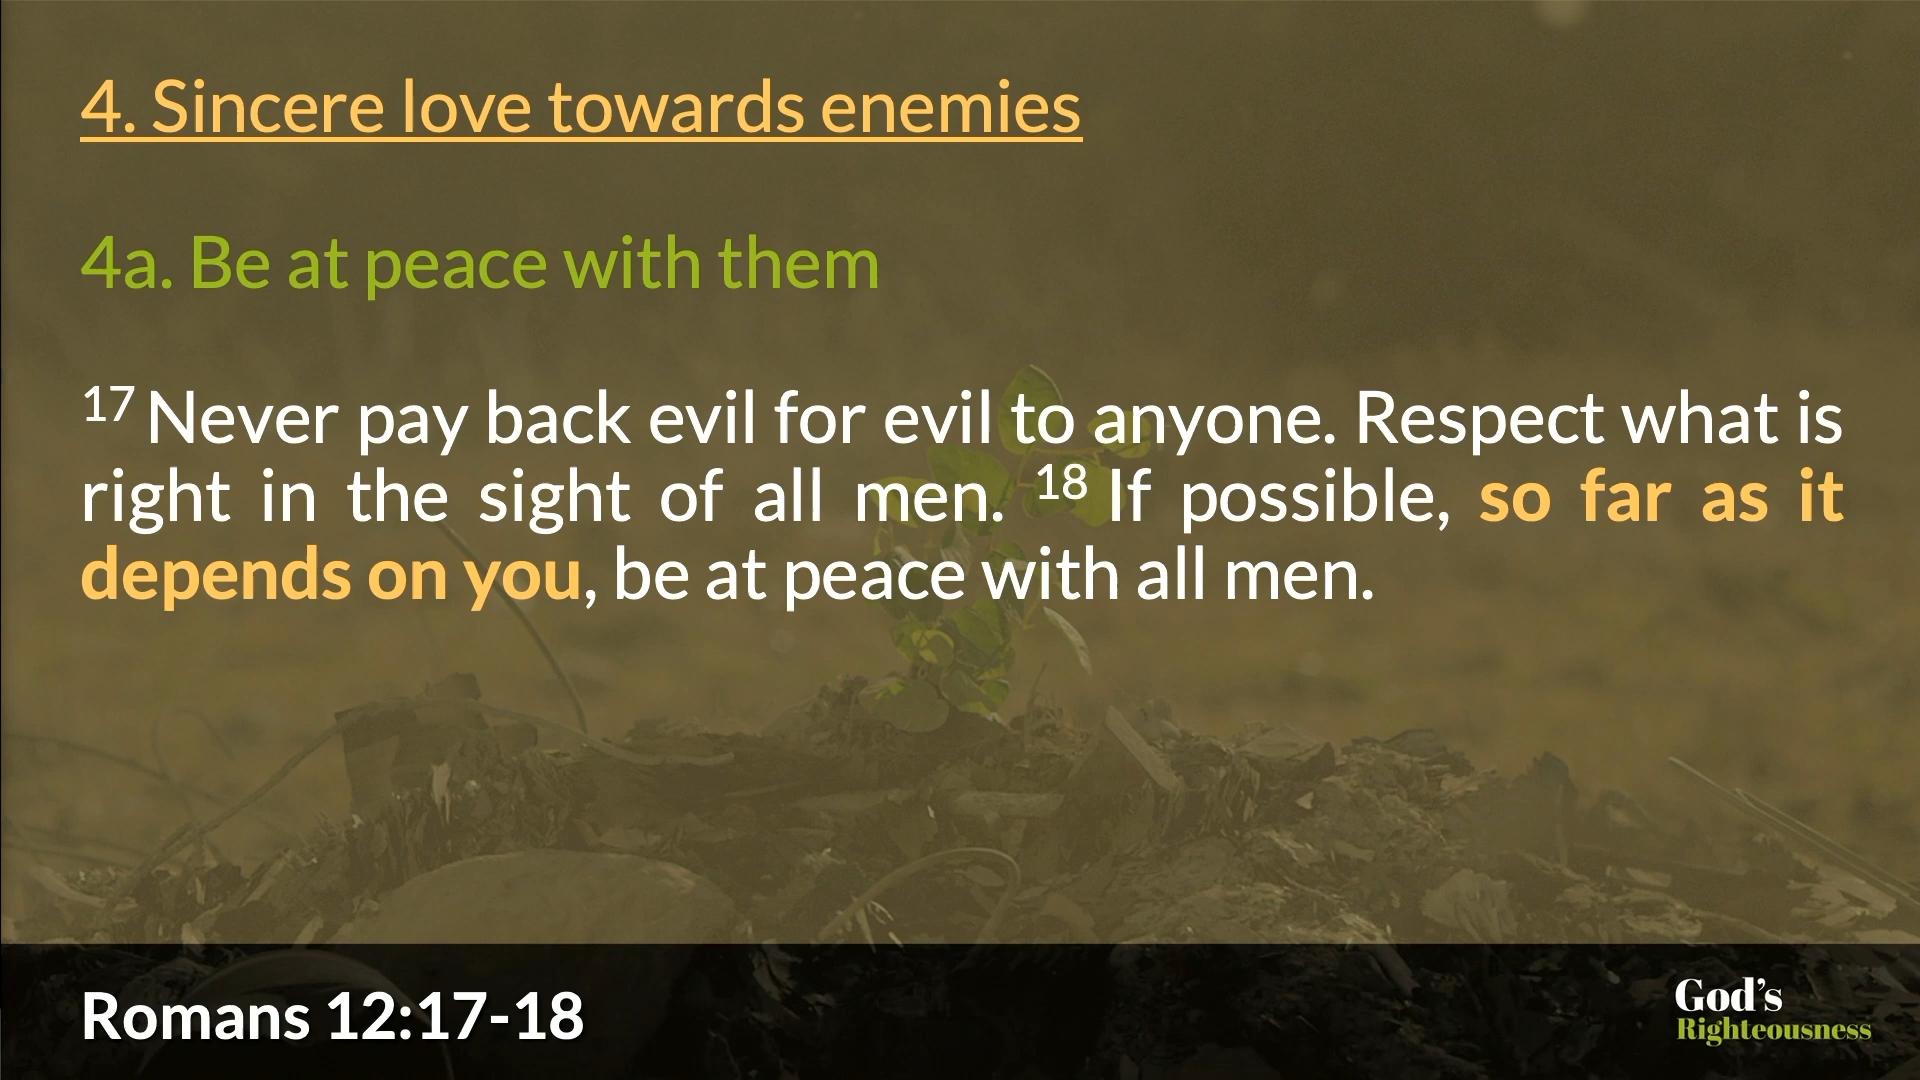 4. Sincere love towards enemies
4a. Be at peace with them
17 Never pay back evil for evil to anyone. Respect what is
right in the sight of all men. 18 If possible, so far as it
depends on you, be at peace with all men.
Romans 12:17-18
God's
Righteousness